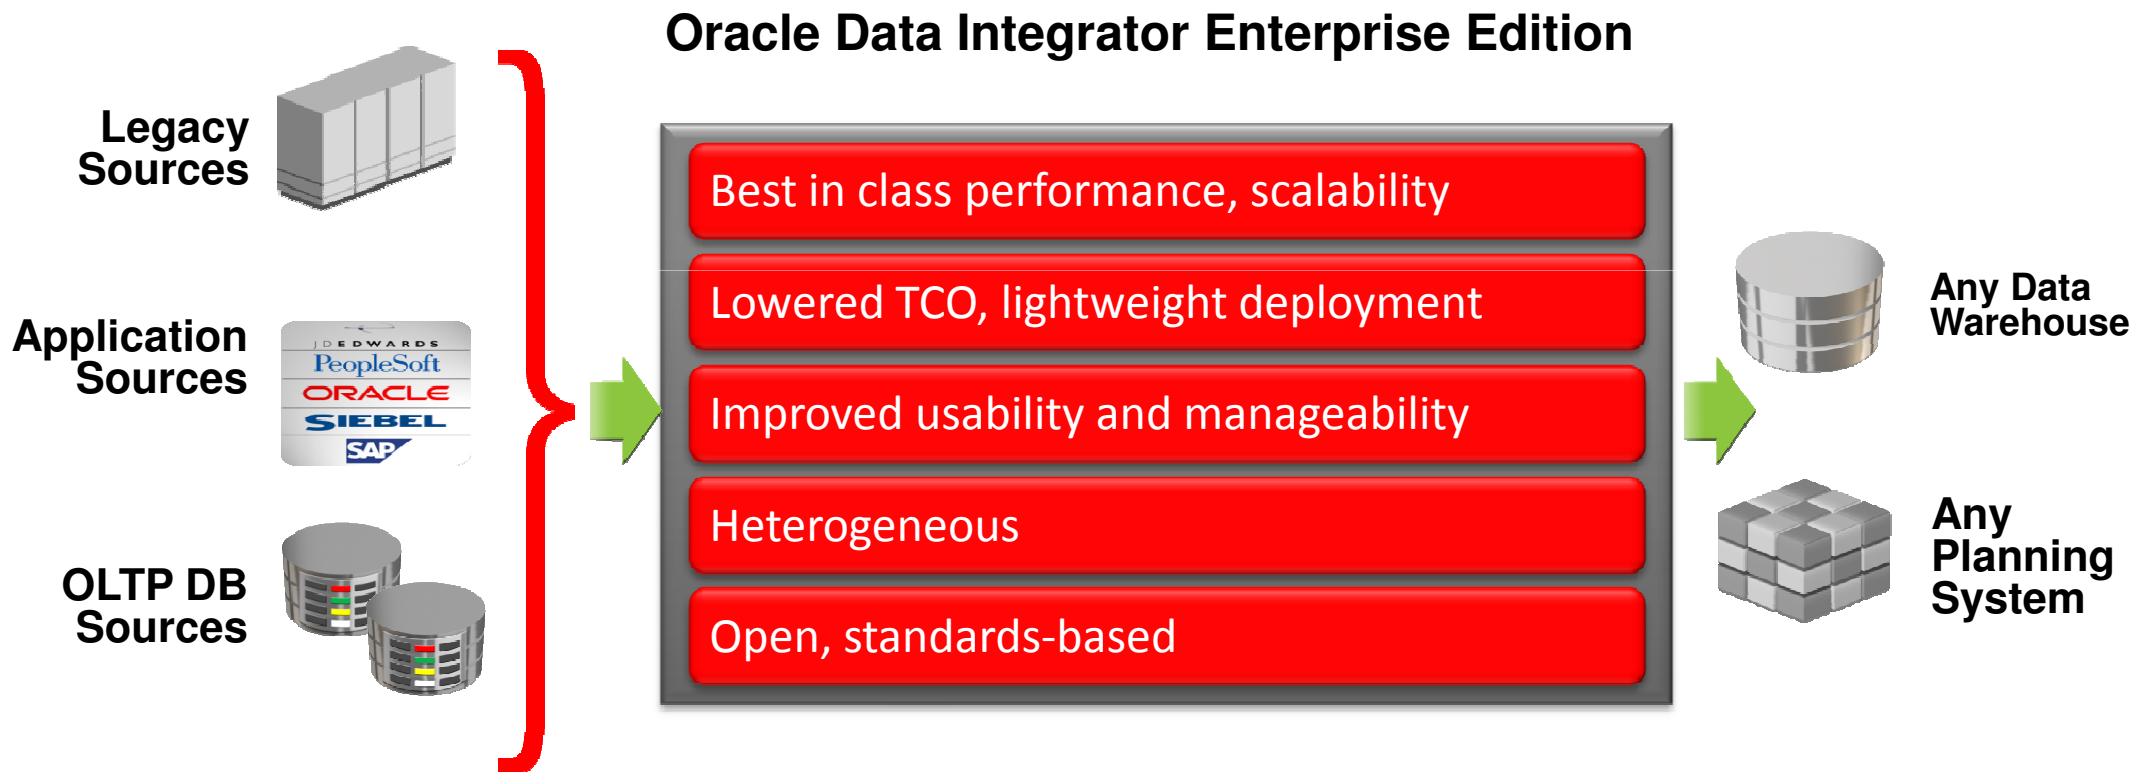 Oracle Data Integrator Enterprise Edition
Legacy
Sources
Application
Sources
JDEDWARDS
PeopleSoft
ORACLE
SIEBEL
SAP
OLTP DB
Sources
Best in class performance, scalability
Lowered TCO, lightweight deployment
Improved usability and manageability
Heterogeneous
Open, standards-based
Any Data
Warehouse
Any
Planning
System